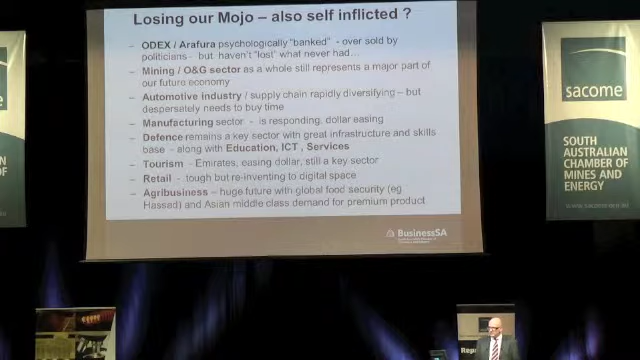 Losing our Mojo – also self inflicted ?
– ODEX / Arafura psychologically "banked" - over sold by
politicians - but haven't "lost" what never had…
– Mining / O&G sector as a whole still represents a major part of
our future economy
– Automotive industry / supply chain rapidly diversifying – but
desperately needs to buy time
– Manufacturing sector - is responding, dollar easing
– Defence remains a key sector with great infrastructure and skills
base - along with Education, ICT , Services
– Tourism – Emirates, easing dollar, still a key sector
– Retail - tough but re-inventing to digital space
– Agribusiness – huge future with global food security (eg
Hassad) and Asian middle class demand for premium product
BusinessSA
sacome
SOUTH
AUSTRALIAN
CHAMBER OF
MINES AND
ENERGY